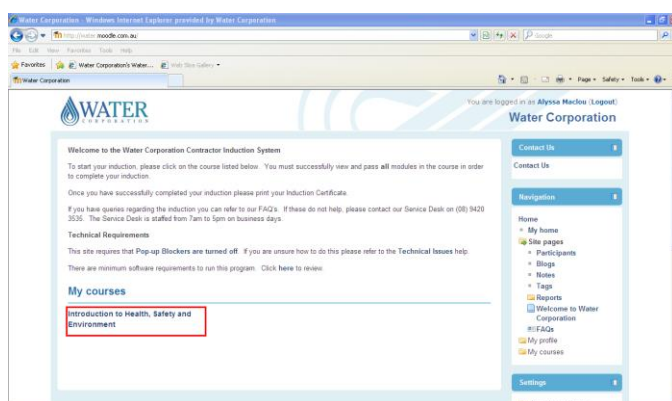 Water Corporation - Windows Internet Explorer provided by Water Corporation
http://water.moodle.com.au/
Google
File Edit View Favorites Tools Help
Favorites Water Corporation's Water... Web Slice Gallery
Water Corporation
Page Safety Tools
WATER
CORPORATION
You are logged in as Alyssa Maclou (Logout)
Water Corporation
Welcome to the Water Corporation Contractor Induction System
To start your induction, please click on the course listed below. You must successfully view and pass all modules in the course in order
to complete your induction.
Once you have successfully completed your induction please print your Induction Certificate.
If you have queries regarding the induction you can refer to our FAQ's. If these do not help, please contact our Service Desk on (08) 9420
3535. The Service Desk is staffed from 7am to 5pm on business days.
Technical Requirements
This site requires that Pop-up Blockers are turned off. If you are unsure how to do this please refer to the Technical Issues help.
There are minimum software requirements to run this program. Click here to review.
My courses
Introduction to Health, Safety and
Environment
Contact Us
Contact Us
Navigation
Home
My home
Site pages
Participants
Blogs
Notes
Tags
Reports
Welcome to Water
Corporation
FAQs
My profile
My courses
Settings